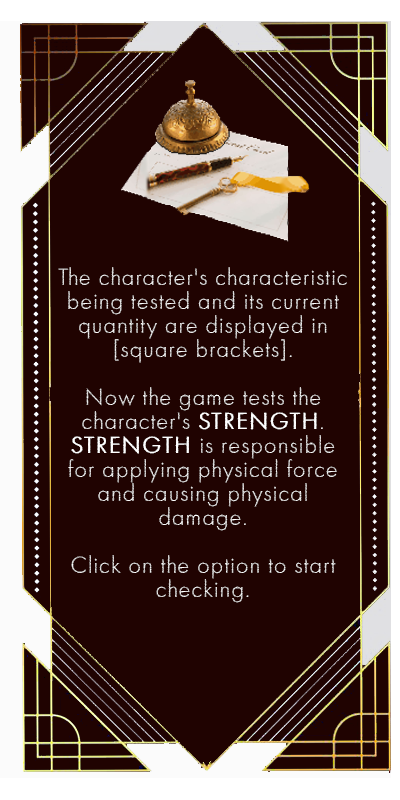 The character's characteristic
being tested and its current
quantity are displayed in
[square brackets].
Now the game tests the
character's STRENGTH.
STRENGTH is responsible
for applying physical force
and causing physical
damage.
Click on the option to start
checking.